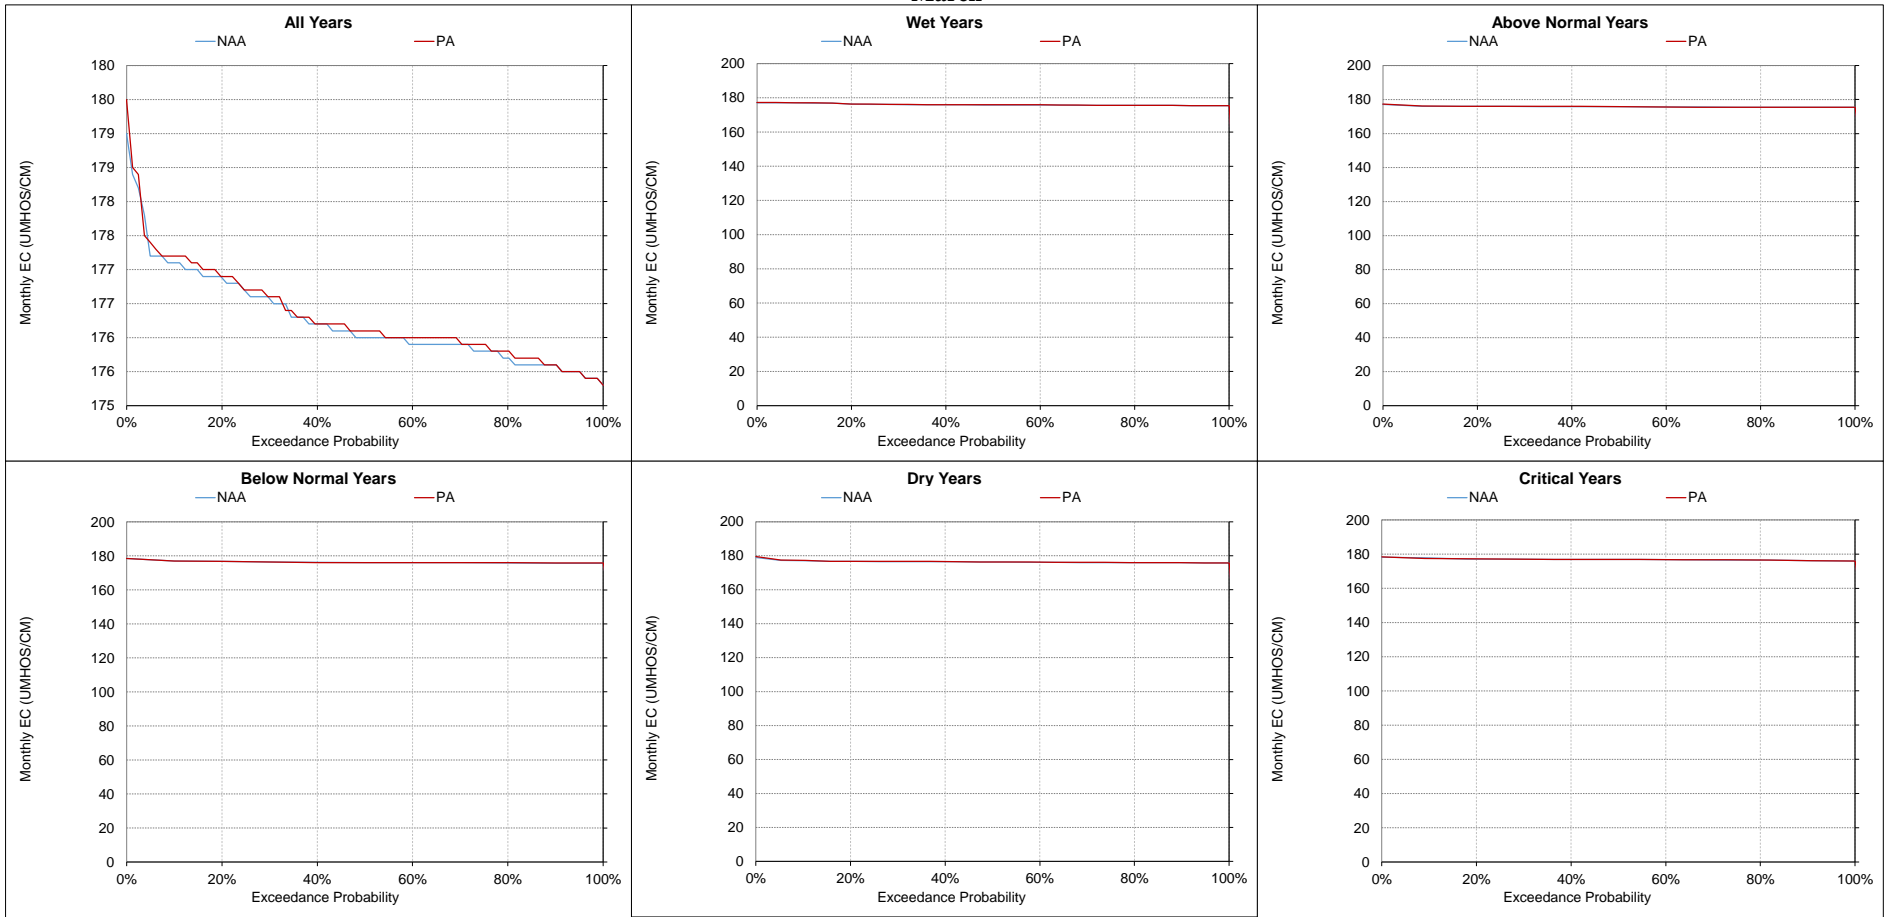 All Years
NAA PA
180
180
179
179
178
178
177
177
176
176
175
0% 20% 40% 60% 80% 100%
Monthly EC (UMHOS/CM)
Exceedance Probability
Wet Years
NAA PA
200
180
160
140
120
100
80
60
40
20
0
0% 20% 40% 60% 80% 100%
Monthly EC (UMHOS/CM)
Exceedance Probability
Above Normal Years
NAA PA
200
180
160
140
120
100
80
60
40
20
0
0% 20% 40% 60% 80% 100%
Monthly EC (UMHOS/CM)
Exceedance Probability
Below Normal Years
NAA PA
200
180
160
140
120
100
80
60
40
20
0
0% 20% 40% 60% 80% 100%
Monthly EC (UMHOS/CM)
Exceedance Probability
Dry Years
NAA PA
200
180
160
140
120
100
80
60
40
20
0
0% 20% 40% 60% 80% 100%
Monthly EC (UMHOS/CM)
Exceedance Probability
Critical Years
NAA PA
200
180
160
140
120
100
80
60
40
20
0
0% 20% 40% 60% 80% 100%
Monthly EC (UMHOS/CM)
Exceedance Probability